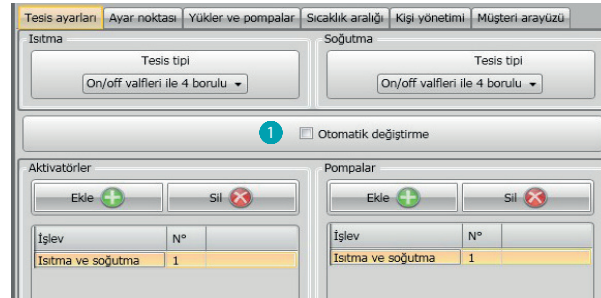 Tesis ayarları Ayar noktası Yükler ve pompalar Sıcaklık aralığı Kişi yönetimi Müşteri arayüzü
Isıtma Soğutma
Tesis tipi Tesis tipi
On/off valfleri ile 4 borulu On/off valfleri ile 4 borulu
1 Otomatik değiştirme
Aktivatörler Pompalar
Ekle Sil Ekle Sil
İşlev N° İşlev N°
Isıtma ve soğutma 1 Isıtma ve soğutma 1